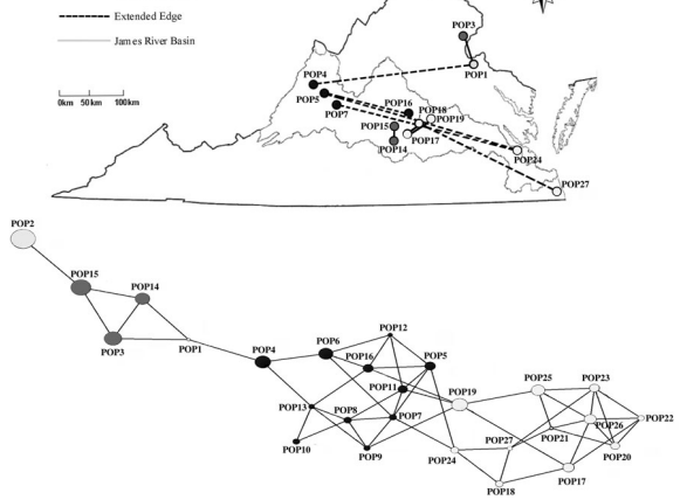 Extended Edge
James River Basin
0km 50km 100km
POP3
POP1
POP4
POP5
POP7
POP16
POP18
POP19
POP15
POP17
POP14
POP24
POP27
POP2
POP15
POP14
POP3
POP1
POP4
POP6
POP12
POP16
POP5
POP11
POP19
POP25
POP23
POP13
POP8
POP7
POP22
POP26
POP21
POP27
POP20
POP10
POP9
POP24
POP17
POP18